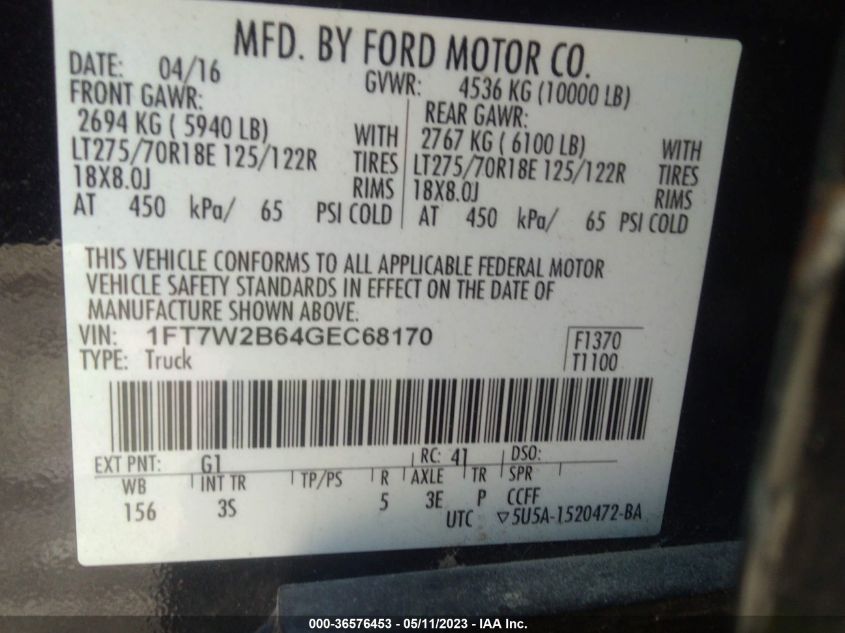 MFD. BY FORD MOTOR CO.
DATE: 04/16 GVWR: 4536 KG (10000 LB)
FRONT GAWR: REAR GAWR:
2694 KG ( 5940 LB) WITH 2767 KG ( 6100 LB) WITH
LT275/70R18E 125/122R TIRES LT275/70R18E 125/122R TIRES
18X8.0J RIMS 18X8.0J RIMS
AT 450 kPa/ 65 PSI COLD AT 450 kPa/ 65 PSI COLD
THIS VEHICLE CONFORMS TO ALL APPLICABLE FEDERAL MOTOR
VEHICLE SAFETY STANDARDS IN EFFECT ON THE DATE OF
MANUFACTURE SHOWN ABOVE.
VIN: 1FT7W2B64GEC68170 F1370
TYPE: Truck T1100
EXT PNT: G1 RC: 41 DSO:
WB INT TR TP/PS R AXLE TR SPR
156 3S 5 3E P CCFF
UTC ▽5U5A-1520472-BA
000-36576453 - 05/11/2023 - IAA Inc.